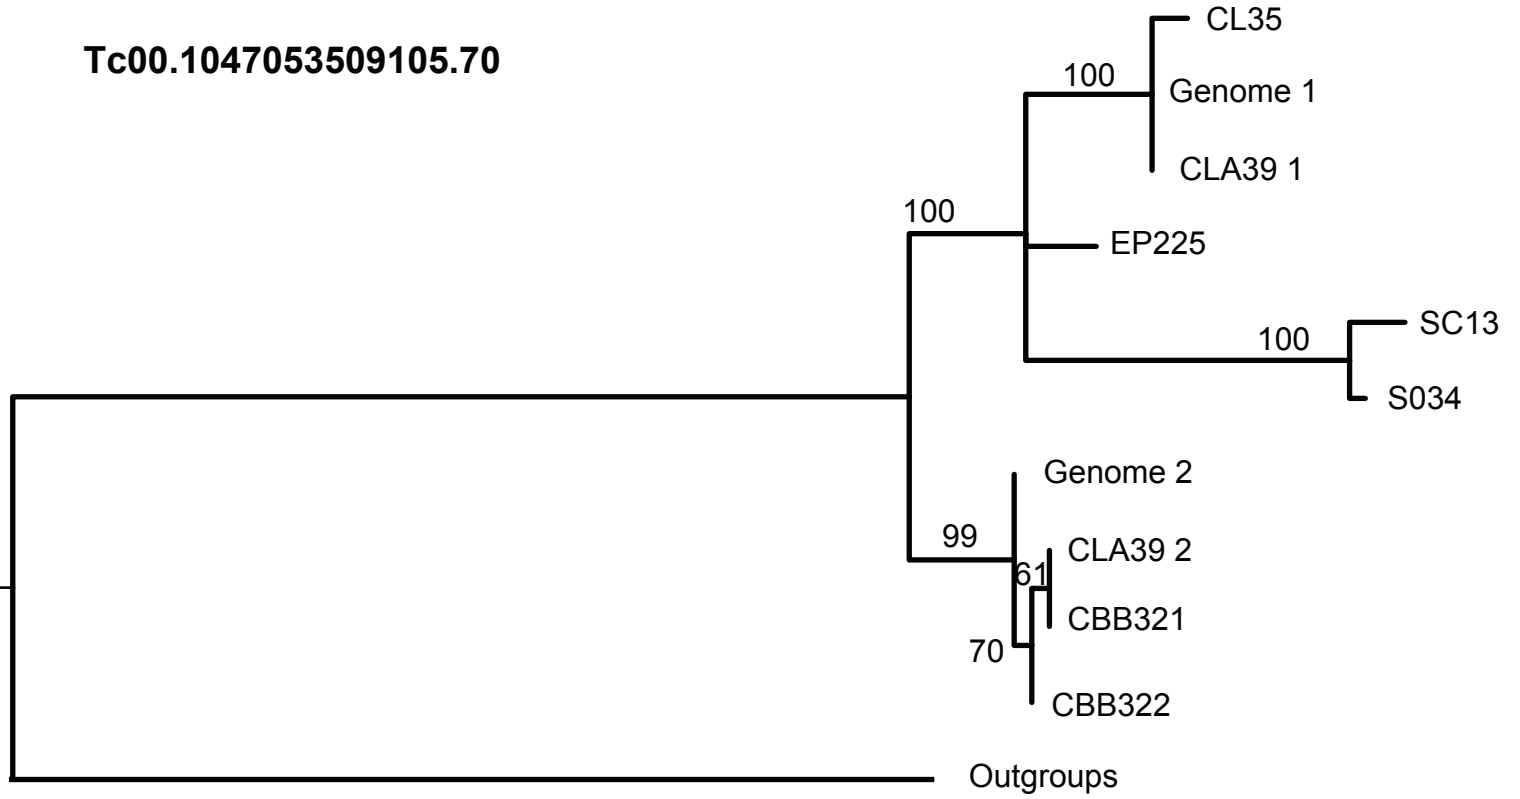 CL35
Tc00.1047053509105.70
100
Genome 1
CLA39 1
100
EP225
SC13
100
S034
Genome 2
99
CLA39 2
61
CBB321
70
CBB322
Outgroups